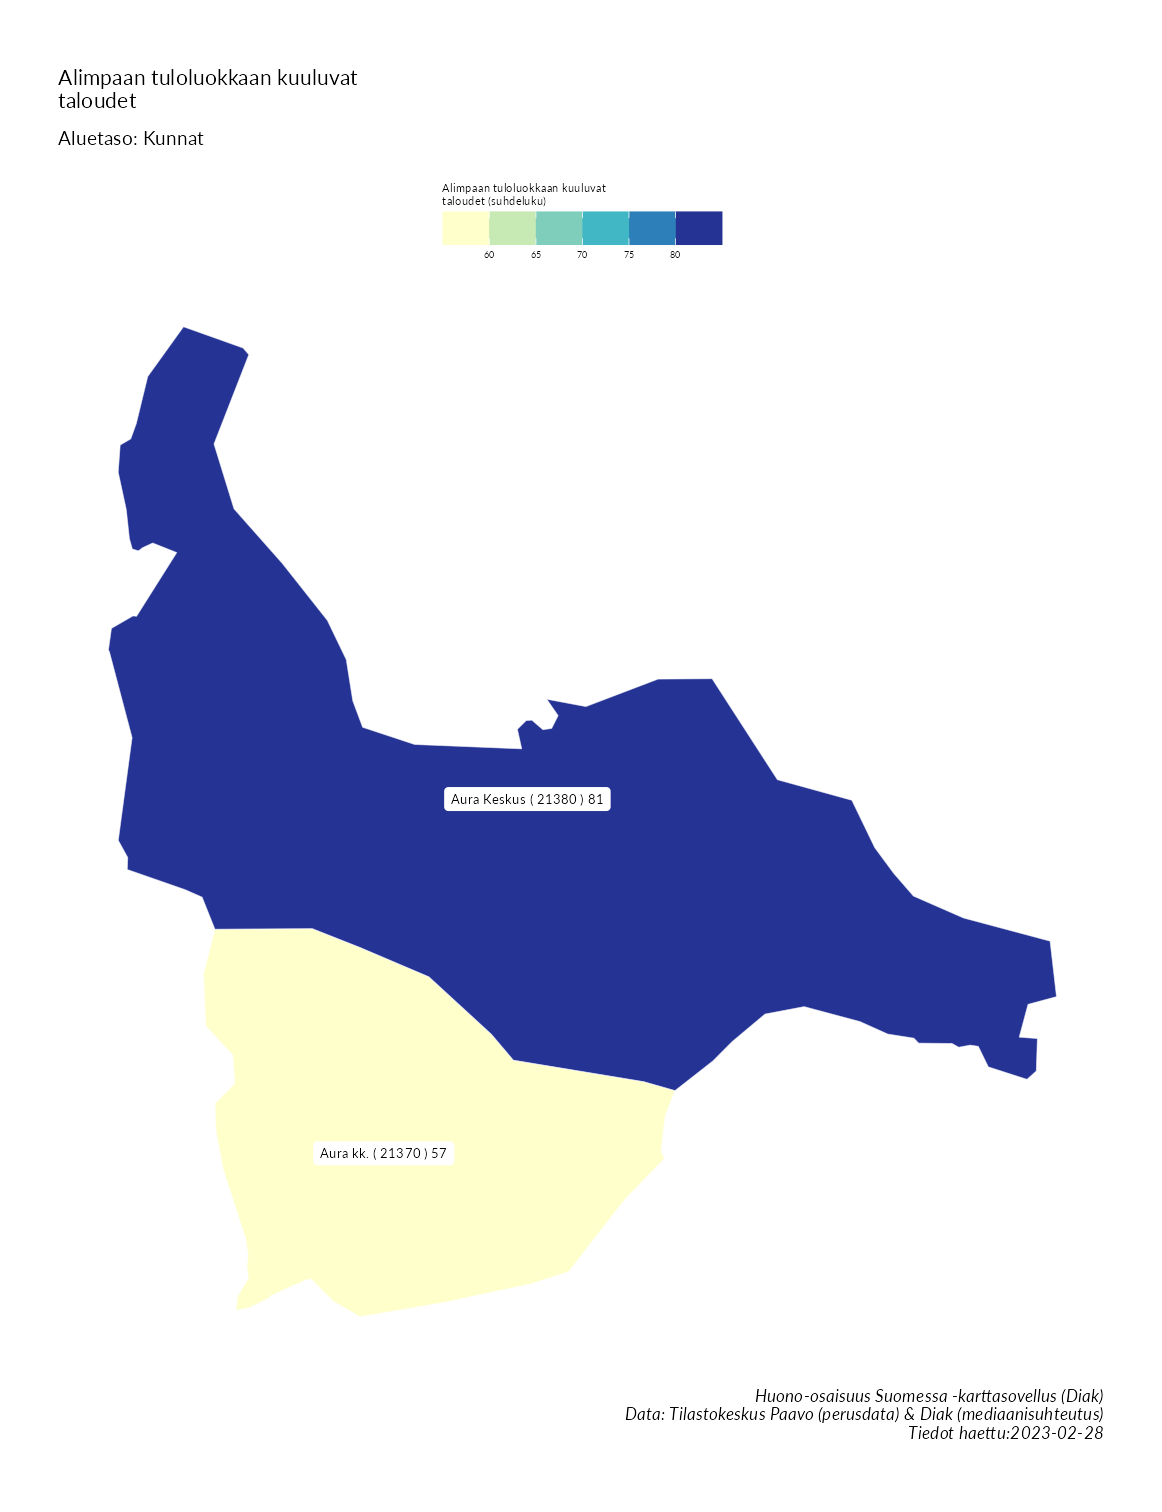 Alimpaan tuloluokkaan kuuluvat
taloudet
Aluetaso: Kunnat
Alimpaan tuloluokkaan kuuluvat
taloudet (suhdeluku)
60 65 70 75 80
Aura Keskus ( 21380 ) 81
Aura kk. ( 21370 ) 57
Huono-osaisuus Suomessa -karttasovellus (Diak)
Data: Tilastokeskus Paavo (perusdata) & Diak (mediaanisuhteutus)
Tiedot haettu:2023-02-28